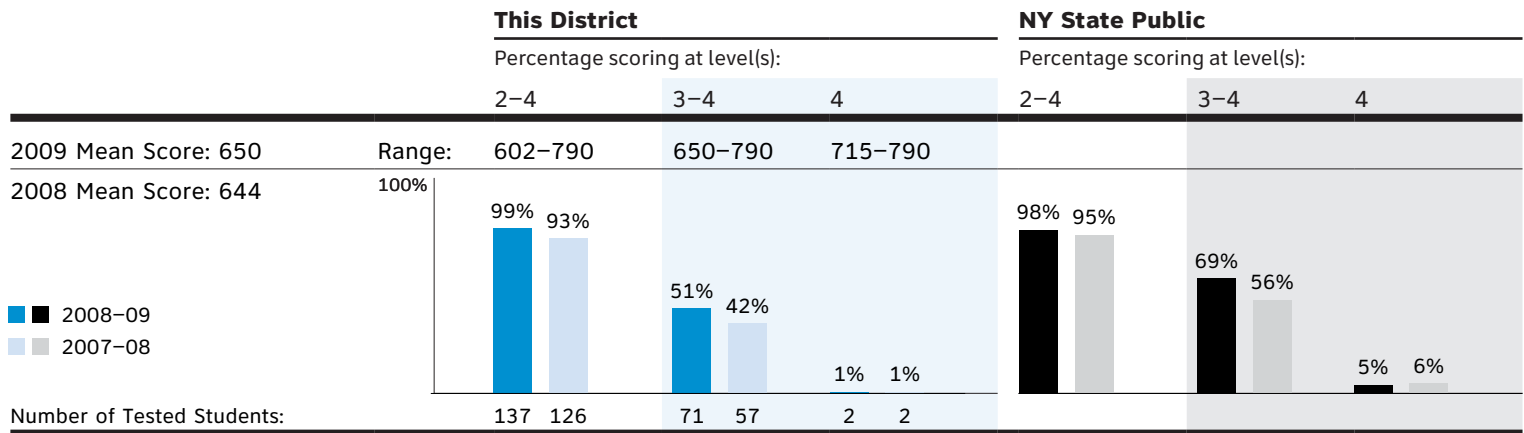 This District NY State Public
Percentage scoring at level(s): Percentage scoring at level(s):
2–4 3–4 4 2–4 3–4 4
2009 Mean Score: 650 Range: 602–790 650–790 715–790
2008 Mean Score: 644 100%
99% 93% 51% 42% 1% 1% 98% 95% 69% 56% 5% 6%
2008–09
2007–08
Number of Tested Students: 137 126 71 57 2 2